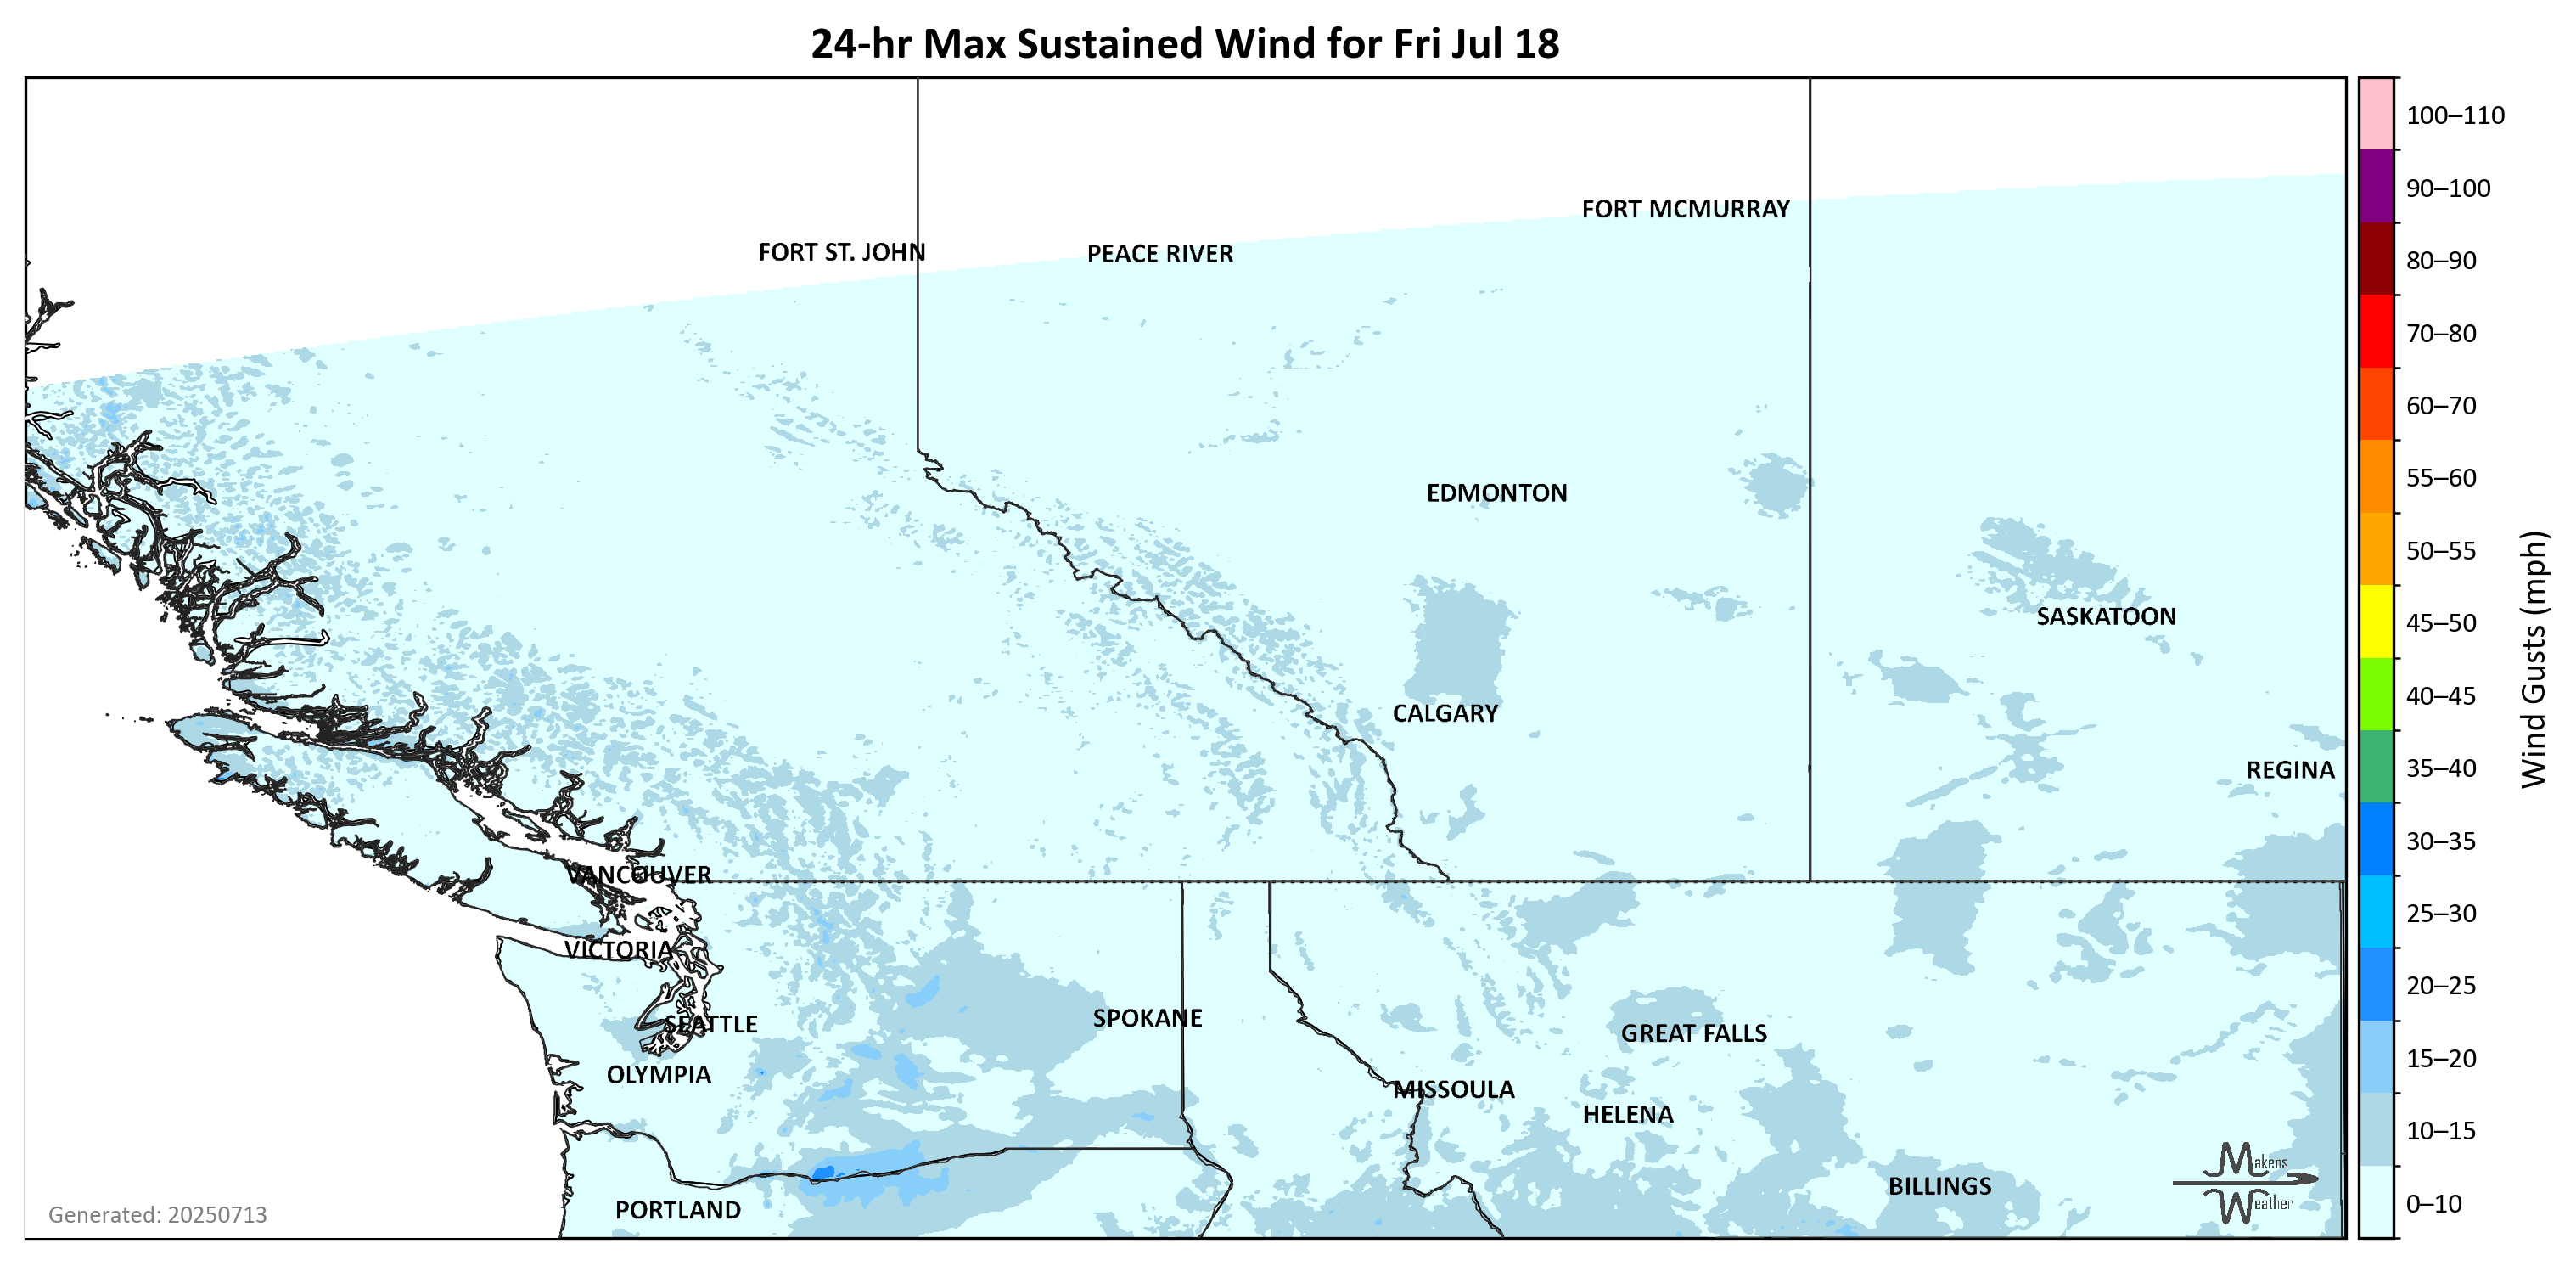 24-hr Max Sustained Wind for Fri Jul 18
100–110
90–100
80–90
70–80
60–70
55–60
50–55
45–50
40–45
35–40
30–35
25–30
20–25
15–20
10–15
0–10
Wind Gusts (mph)
FORT MCMURRAY
FORT ST. JOHN
PEACE RIVER
EDMONTON
SASKATOON
CALGARY
REGINA
VANCOUVER
VICTORIA
SEATTLE
SPOKANE
GREAT FALLS
OLYMPIA
MISSOULA
HELENA
BILLINGS
PORTLAND
Makens
Weather
Generated: 20250713